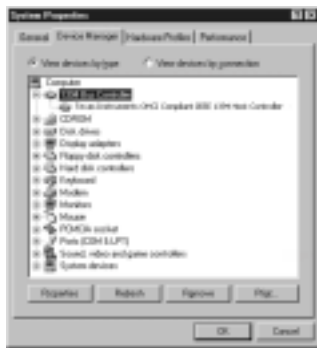 System Properties
General Device Manager Hardware Profiles Performance
View devices by type View devices by connection
Computer
1394 Bus Controller
Texas Instruments OHCI Compliant IEEE 1394 Host Controller
CDROM
Disk drives
Display adapters
Floppy disk controllers
Hard disk controllers
Keyboard
Modem
Monitors
Mouse
PCMCIA socket
Ports (COM & LPT)
Sound, video and game controllers
System devices
Properties Refresh Remove Print...
OK Cancel